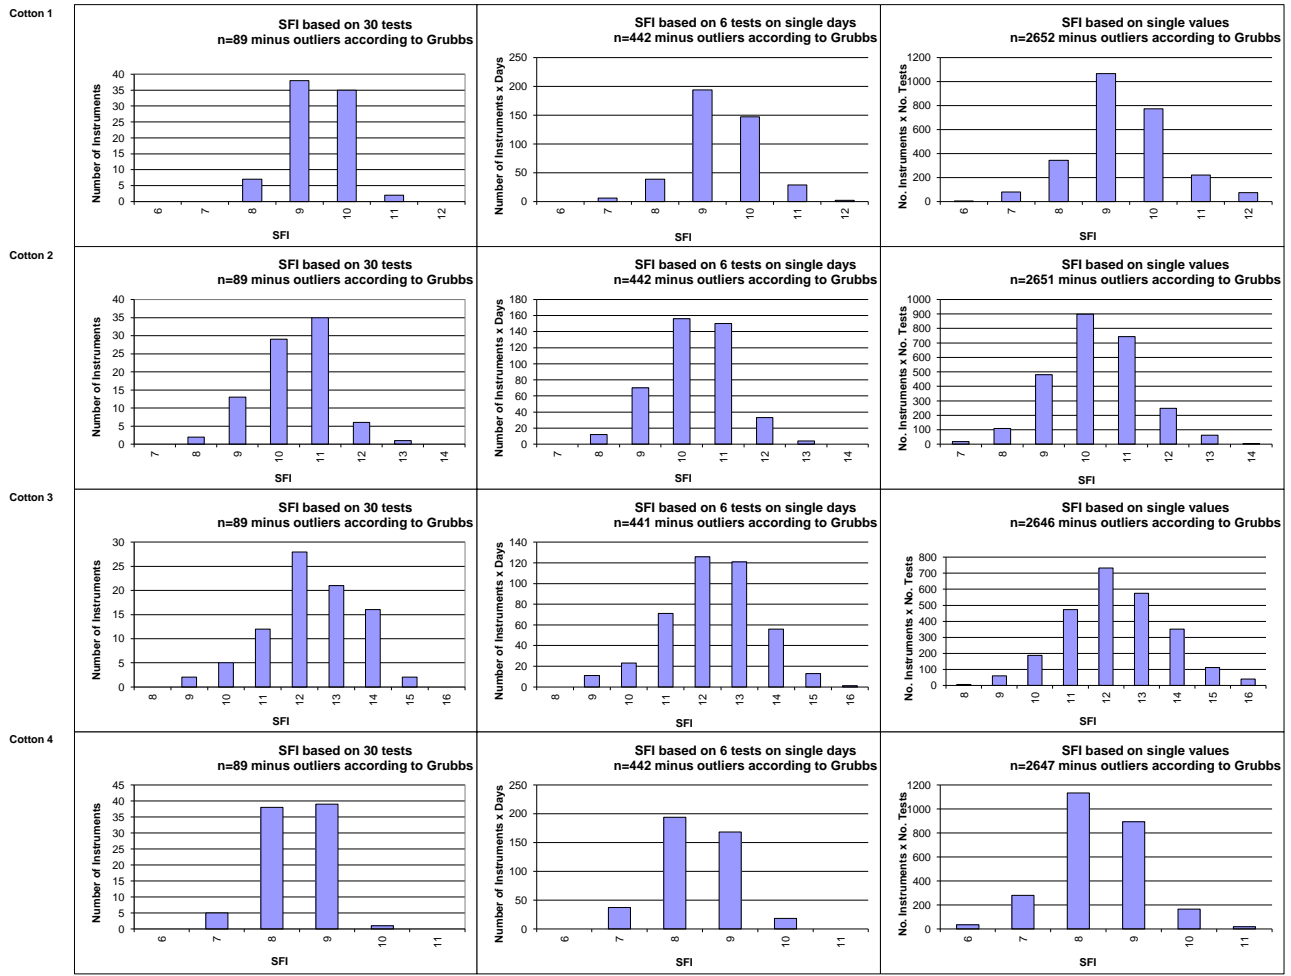 Cotton 1
SFI based on 30 tests
n=89 minus outliers according to Grubbs
Number of Instruments
40
35
30
25
20
15
10
5
0
6 7 8 9 10 11 12
SFI
SFI based on 6 tests on single days
n=442 minus outliers according to Grubbs
Number of Instruments x Days
250
200
150
100
50
0
6 7 8 9 10 11 12
SFI
SFI based on single values
n=2652 minus outliers according to Grubbs
No. Instruments x No. Tests
1200
1000
800
600
400
200
0
6 7 8 9 10 11 12
SFI
Cotton 2
SFI based on 30 tests
n=89 minus outliers according to Grubbs
Number of Instruments
40
35
30
25
20
15
10
5
0
7 8 9 10 11 12 13 14
SFI
SFI based on 6 tests on single days
n=442 minus outliers according to Grubbs
Number of Instruments x Days
180
160
140
120
100
80
60
40
20
0
7 8 9 10 11 12 13 14
SFI
SFI based on single values
n=2651 minus outliers according to Grubbs
No. Instruments x No. Tests
1000
900
800
700
600
500
400
300
200
100
0
7 8 9 10 11 12 13 14
SFI
Cotton 3
SFI based on 30 tests
n=89 minus outliers according to Grubbs
Number of Instruments
30
25
20
15
10
5
0
8 9 10 11 12 13 14 15 16
SFI
SFI based on 6 tests on single days
n=441 minus outliers according to Grubbs
Number of Instruments x Days
140
120
100
80
60
40
20
0
8 9 10 11 12 13 14 15 16
SFI
SFI based on single values
n=2646 minus outliers according to Grubbs
No. Instruments x No. Tests
800
700
600
500
400
300
200
100
0
8 9 10 11 12 13 14 15 16
SFI
Cotton 4
SFI based on 30 tests
n=89 minus outliers according to Grubbs
Number of Instruments
45
40
35
30
25
20
15
10
5
0
6 7 8 9 10 11
SFI
SFI based on 6 tests on single days
n=442 minus outliers according to Grubbs
Number of Instruments x Days
250
200
150
100
50
0
6 7 8 9 10 11
SFI
SFI based on single values
n=2647 minus outliers according to Grubbs
No. Instruments x No. Tests
1200
1000
800
600
400
200
0
6 7 8 9 10 11
SFI